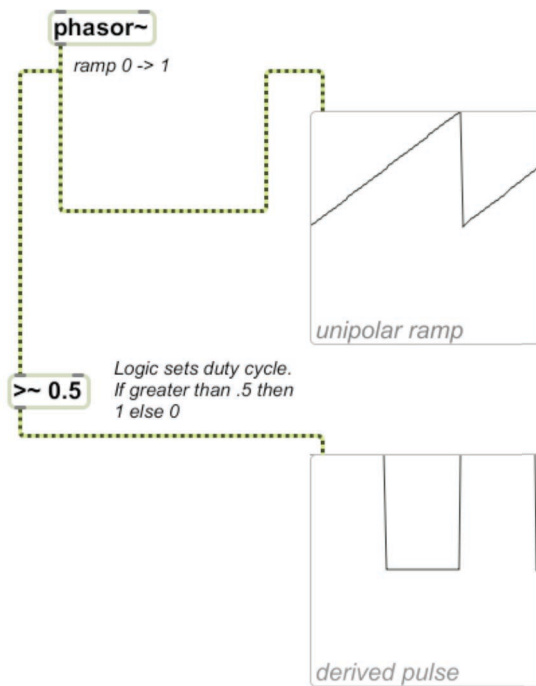 phasor~
ramp 0 -> 1
unipolar ramp
>~ 0.5
Logic sets duty cycle.
If greater than .5 then
1 else 0
derived pulse